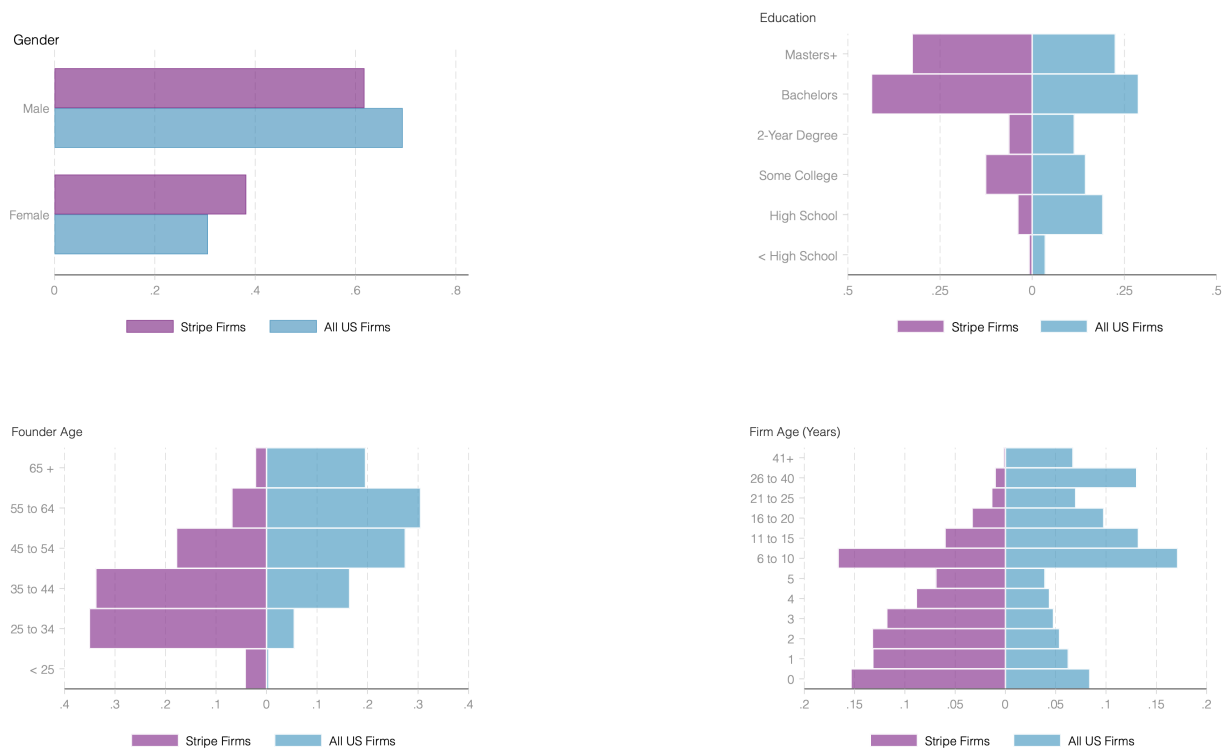 Gender
Male
Female
0 .2 .4 .6 .8
Stripe Firms All US Firms
Education
Masters+
Bachelors
2-Year Degree
Some College
High School
< High School
.5 .25 0 .25 .5
Stripe Firms All US Firms
Founder Age
65 +
55 to 64
45 to 54
35 to 44
25 to 34
< 25
.4 .3 .2 .1 0 .1 .2 .3 .4
Stripe Firms All US Firms
Firm Age (Years)
41+
26 to 40
21 to 25
16 to 20
11 to 15
6 to 10
5
4
3
2
1
0
.2 .15 .1 .05 0 .05 .1 .15 .2
Stripe Firms All US Firms